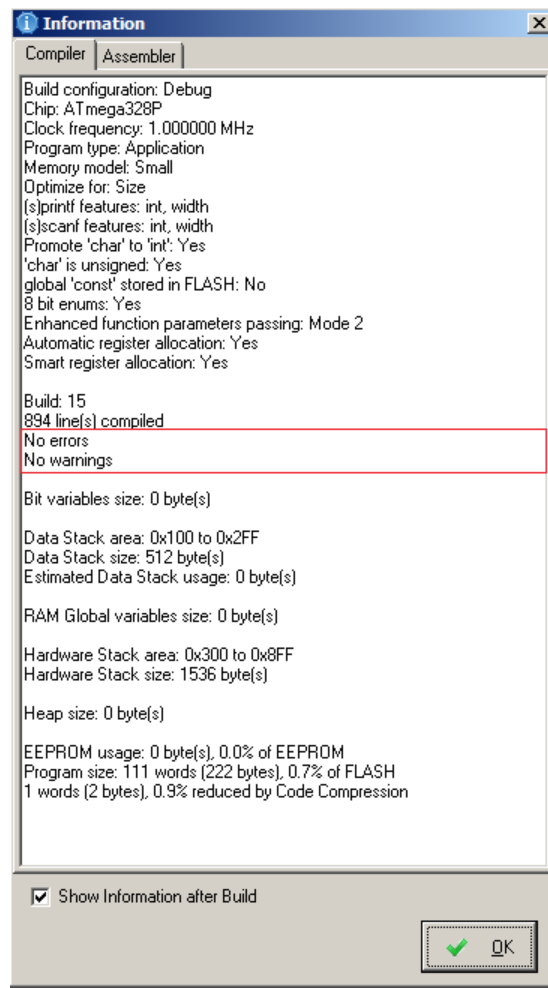 Information
Compiler
Assembler
Build configuration: Debug
Chip: ATmega328P
Clock frequency: 1.000000 MHz
Program type: Application
Memory model: Small
Optimize for: Size
(s)printf features: int, width
(s)scanf features: int, width
Promote 'char' to 'int': Yes
'char' is unsigned: Yes
global 'const' stored in FLASH: No
8 bit enums: Yes
Enhanced function parameters passing: Mode 2
Automatic register allocation: Yes
Smart register allocation: Yes
Build: 15
894 line(s) compiled
No errors
No warnings
Bit variables size: 0 byte(s)
Data Stack area: 0x100 to 0x2FF
Data Stack size: 512 byte(s)
Estimated Data Stack usage: 0 byte(s)
RAM Global variables size: 0 byte(s)
Hardware Stack area: 0x300 to 0x8FF
Hardware Stack size: 1536 byte(s)
Heap size: 0 byte(s)
EEPROM usage: 0 byte(s), 0.0% of EEPROM
Program size: 111 words (222 bytes), 0.7% of FLASH
1 words (2 bytes), 0.9% reduced by Code Compression
Show Information after Build
OK